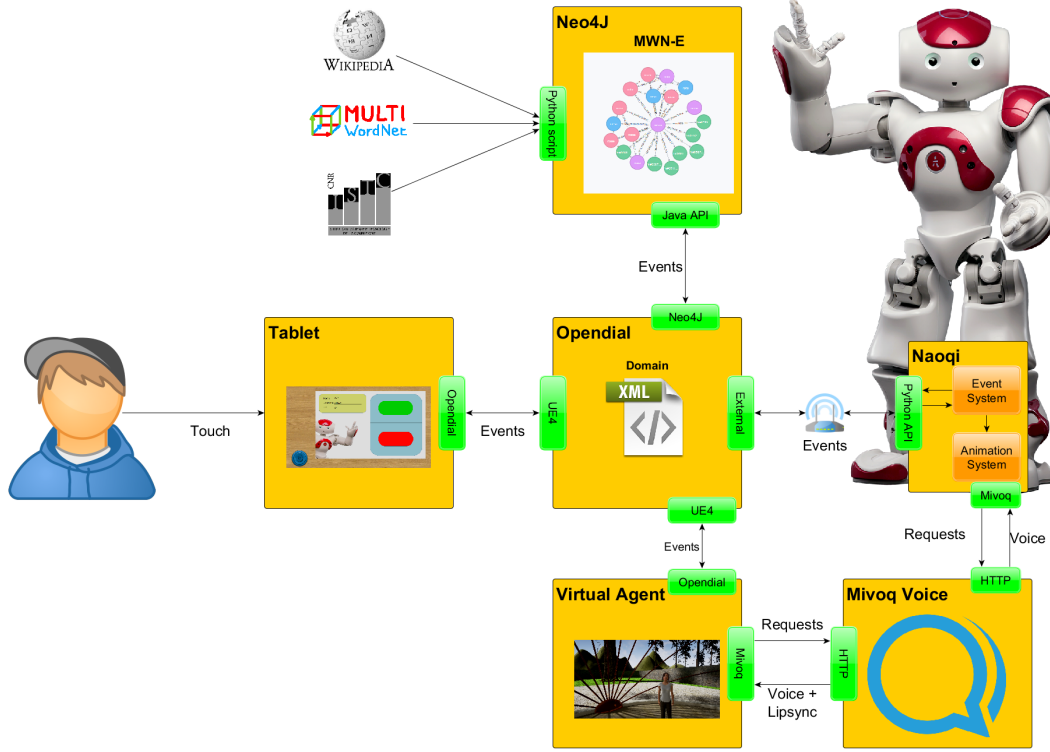 Neo4J
MWN-E
WIKIPEDIA
MULTI
WordNet
Python script
CNR
ISTC
Java API
Events
Neo4J
Tablet
Opendial
Domain
XML
</>
Opendial
Events
UE4
External
Touch
Events
Naoqi
Python API
Event
System
Animation
System
Mivoq
UE4
Requests
Voice
Events
Opendial
HTTP
Virtual Agent
Mivoq Voice
Mivoq
Requests
HTTP
Voice +
Lipsync